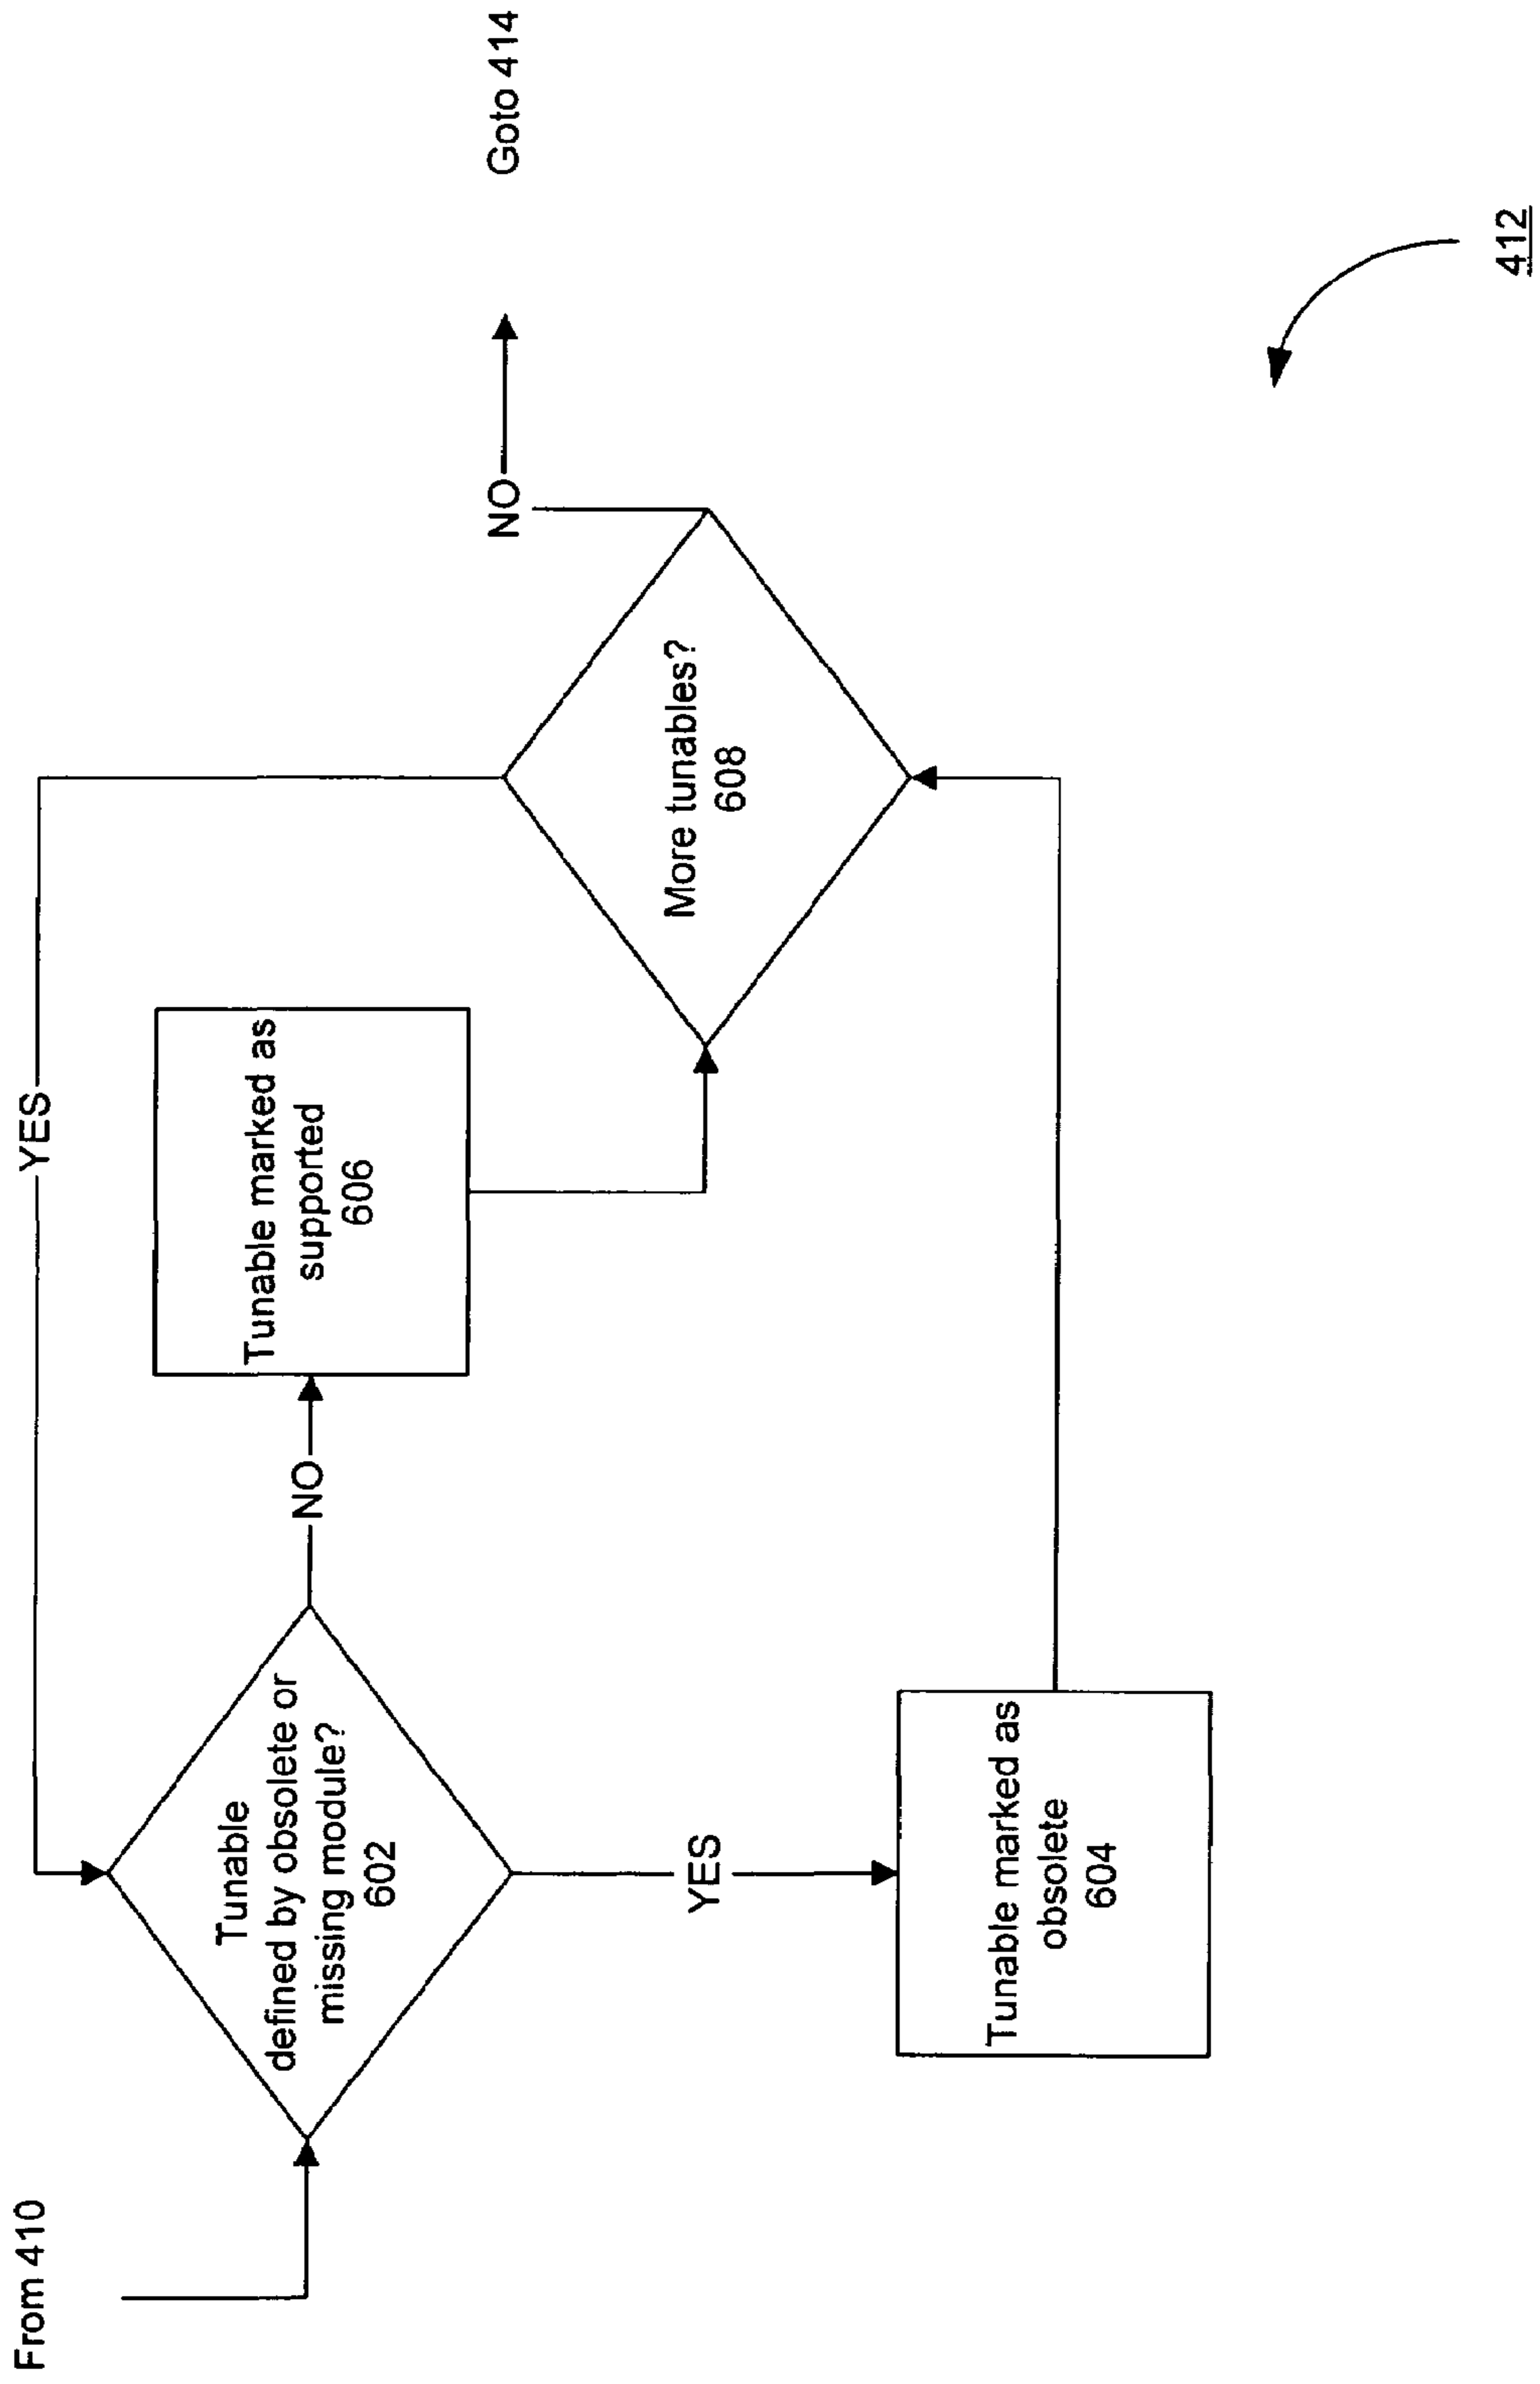 From 410
YES
Tunable
defined by obsolete or
missing module?
602
NO
Tunable marked as
supported
606
YES
Tunable marked as
obsolete
604
More tunables?
608
NO
Goto 414
412